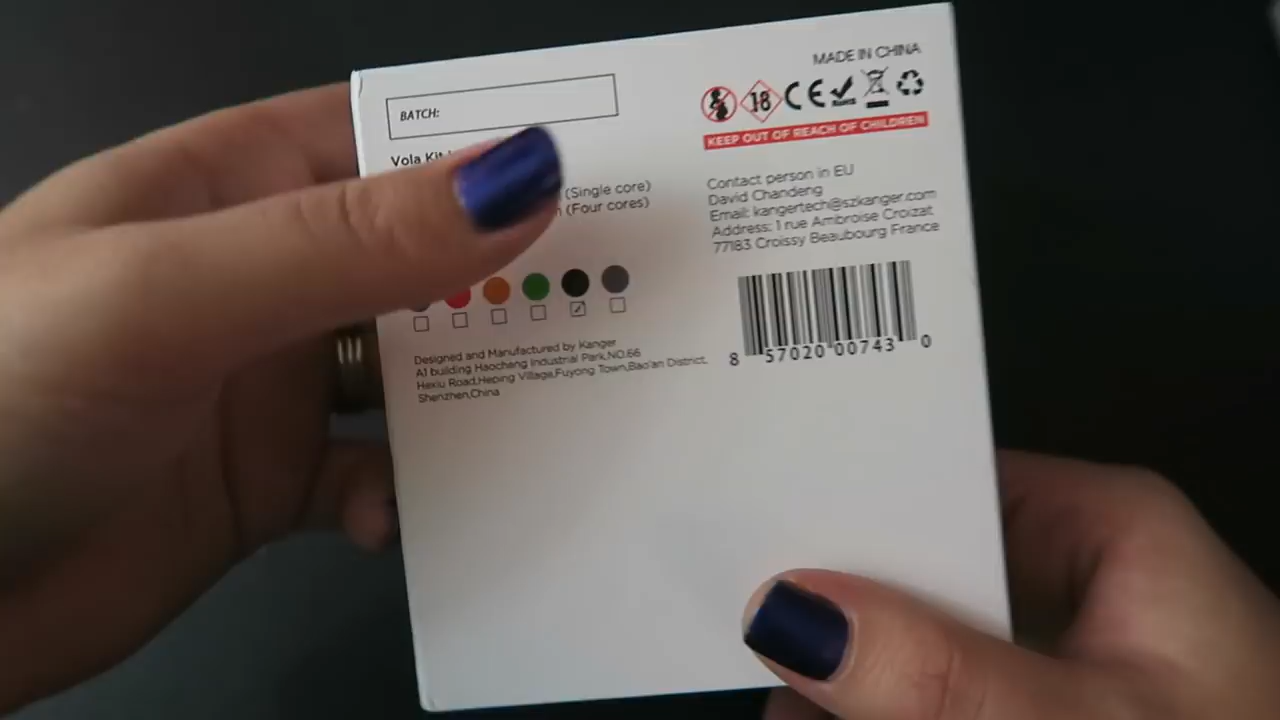 BATCH:
Vola Kit
(Single core)
(Four cores)
Designed and Manufactured by Kanger
A1 building Haocheng Industrial Park,NO.66
Hexiu Road,Heping Village,Fuyong Town,Bao'an District,
Shenzhen,China
MADE IN CHINA
18 CE
KEEP OUT OF REACH OF CHILDREN
Contact person in EU
David Chandeng
Email: kangertech@szkanger.com
Address: 1 rue Ambroise Croizat
77183 Croissy Beaubourg France
8 57020 00743 0